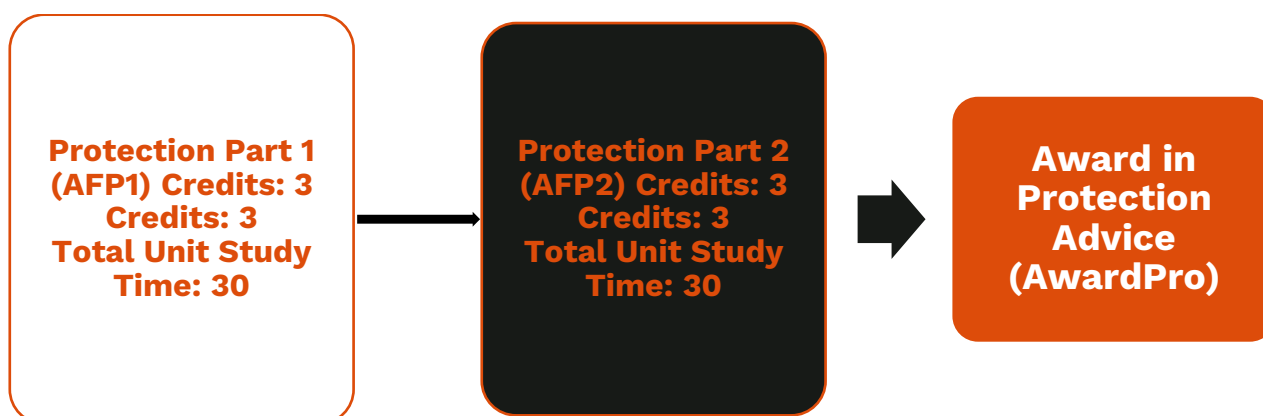 Protection Part 1
(AFP1) Credits: 3
Credits: 3
Total Unit Study
Time: 30
Protection Part 2
(AFP2) Credits: 3
Credits: 3
Total Unit Study
Time: 30
Award in
Protection
Advice
(AwardPro)